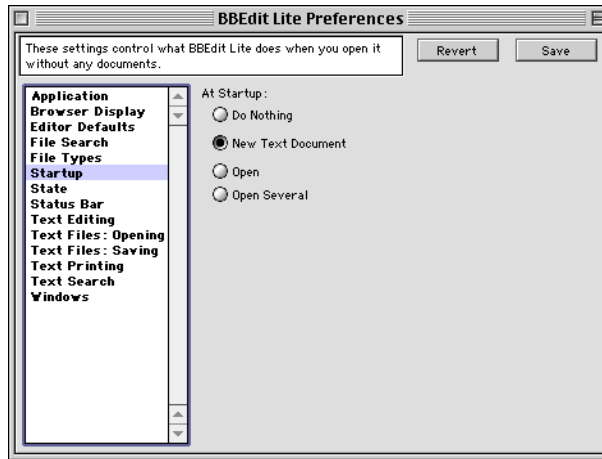 BBEdit Lite Preferences
These settings control what BBEdit Lite does when you open it
without any documents.
Revert
Save
Application
Browser Display
Editor Defaults
File Search
File Types
Startup
State
Status Bar
Text Editing
Text Files: Opening
Text Files: Saving
Text Printing
Text Search
Windows
At Startup:
Do Nothing
New Text Document
Open
Open Several